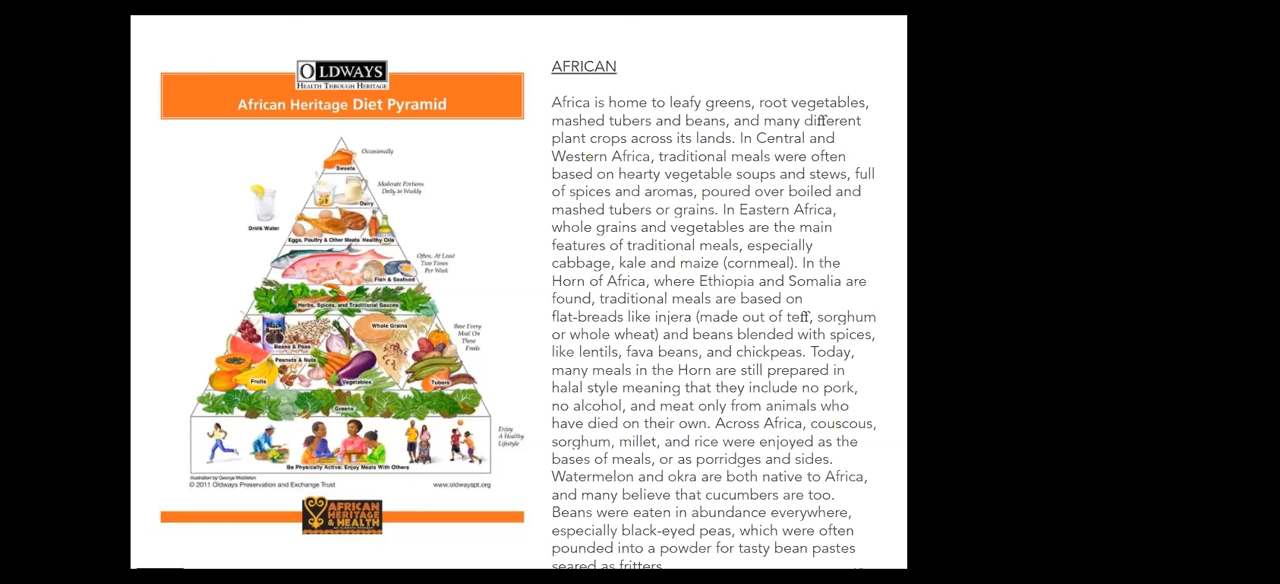 OLDWAYS
HEALTH THROUGH HERITAGE
African Heritage Diet Pyramid
Occasionally
Sweets
Moderate Portions
Daily to Weekly
Dairy
Drink Water
Eggs, Poultry & Other Meats
Healthy Oils
Often, At Least
Two Times
Per Week
Fish & Seafood
Herbs, Spices, and Traditional Sauces
Base Every
Meal On
These
Foods
Whole Grains
Beans & Peas
Peanuts & Nuts
Fruits
Vegetables
Tubers
Greens
Enjoy
A Healthy
Lifestyle
Be Physically Active; Enjoy Meals With Others
Illustration by George Middleton
© 2011 Oldways Preservation and Exchange Trust
www.oldwayspt.org
AFRICAN
HERITAGE
& HEALTH
AFRICAN
Africa is home to leafy greens, root vegetables,
mashed tubers and beans, and many different
plant crops across its lands. In Central and
Western Africa, traditional meals were often
based on hearty vegetable soups and stews, full
of spices and aromas, poured over boiled and
mashed tubers or grains. In Eastern Africa,
whole grains and vegetables are the main
features of traditional meals, especially
cabbage, kale and maize (cornmeal). In the
Horn of Africa, where Ethiopia and Somalia are
found, traditional meals are based on
flat-breads like injera (made out of teff, sorghum
or whole wheat) and beans blended with spices,
like lentils, fava beans, and chickpeas. Today,
many meals in the Horn are still prepared in
halal style meaning that they include no pork,
no alcohol, and meat only from animals who
have died on their own. Across Africa, couscous,
sorghum, millet, and rice were enjoyed as the
bases of meals, or as porridges and sides.
Watermelon and okra are both native to Africa,
and many believe that cucumbers are too.
Beans were eaten in abundance everywhere,
especially black-eyed peas, which were often
pounded into a powder for tasty bean pastes
seared as fritters.